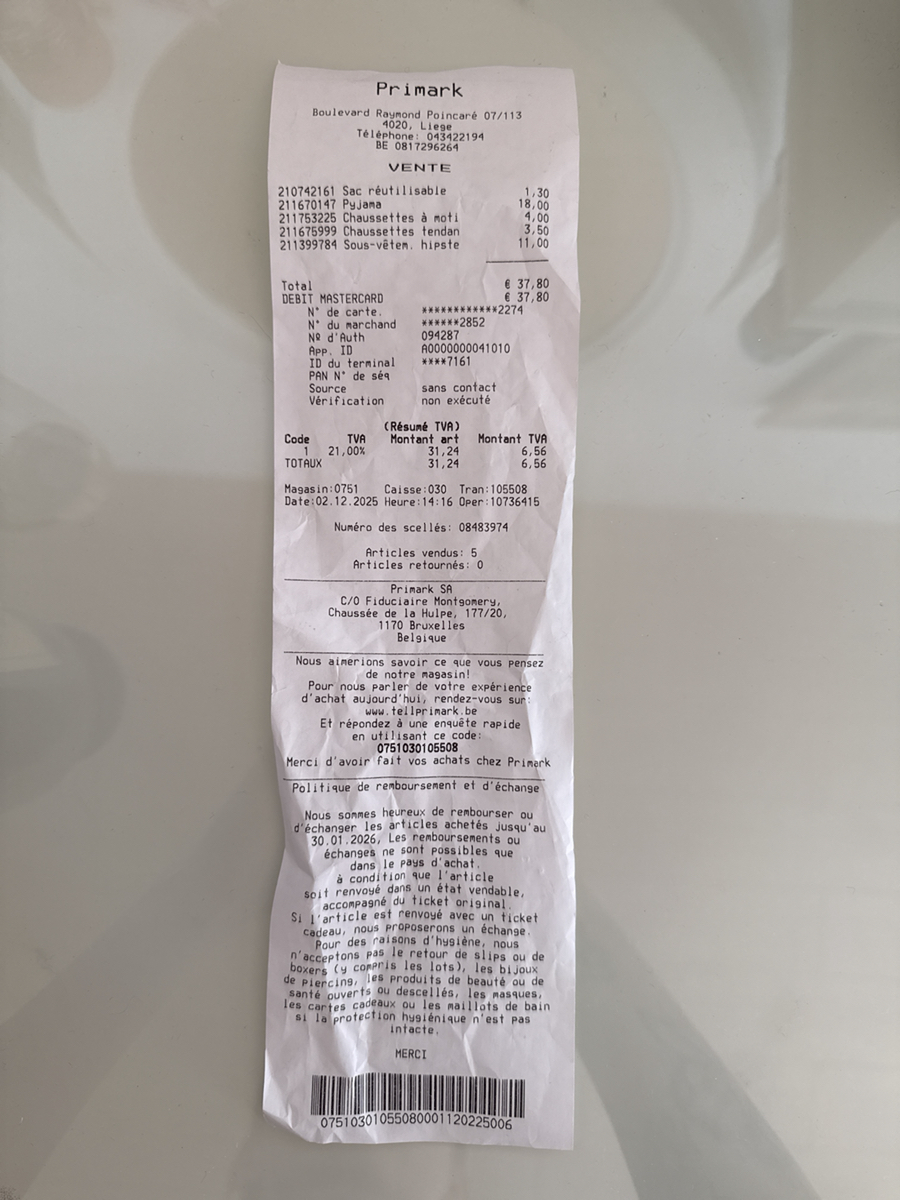 Primark
Boulevard Raymond Poincaré 07/113
4020, Liege
Téléphone: 043422194
BE 0817296264
VENTE
210742161 Sac réutilisable 1,30
211670147 Pyjama 18,00
211753225 Chaussettes à moti 4,00
211675999 Chaussettes tendan 3,50
211399784 Sous-vêtem. hipste 11,00
Total € 37,80
DEBIT MASTERCARD € 37,80
N° de carte. ************2274
N° du marchand ******2852
Nº d'Auth 094287
App. ID A0000000041010
ID du terminal ****7161
PAN N° de séq
Source sans contact
Vérification non exécuté
(Résumé TVA)
Code TVA Montant art Montant TVA
1 21,00% 31,24 6,56
TOTAUX 31,24 6,56
Magasin:0751 Caisse:030 Tran:105508
Date:02.12.2025 Heure:14:16 Oper:10736415
Numéro des scellés: 08483974
Articles vendus: 5
Articles retournés: 0
Primark SA
C/O Fiduciaire Montgomery,
Chaussée de la Hulpe, 177/20,
1170 Bruxelles
Belgique
Nous aimerions savoir ce que vous pensez
de notre magasin!
Pour nous parler de votre expérience
d'achat aujourd'hui, rendez-vous sur:
www.tellprimark.be
Et répondez à une enquête rapide
en utilisant ce code:
0751030105508
Merci d'avoir fait vos achats chez Primark
Politique de remboursement et d'échange
Nous sommes heureux de rembourser ou
d'échanger les articles achetés jusqu'au
30.01.2026, Les remboursements ou
échanges ne sont possibles que
dans le pays d'achat.
à condition que l'article
soit renvoyé dans un état vendable,
accompagné du ticket original.
Si l'article est renvoyé avec un ticket
cadeau, nous proposerons un échange.
Pour des raisons d'hygiène, nous
n'acceptons pas le retour de slips ou de
boxers (y compris les lots), les bijoux
de piercing, les produits de beauté ou de
santé ouverts ou descellés, les masques,
les cartes cadeaux ou les maillots de bain
si la protection hygiénique n'est pas
intacte.
MERCI
07510301055080001120225006